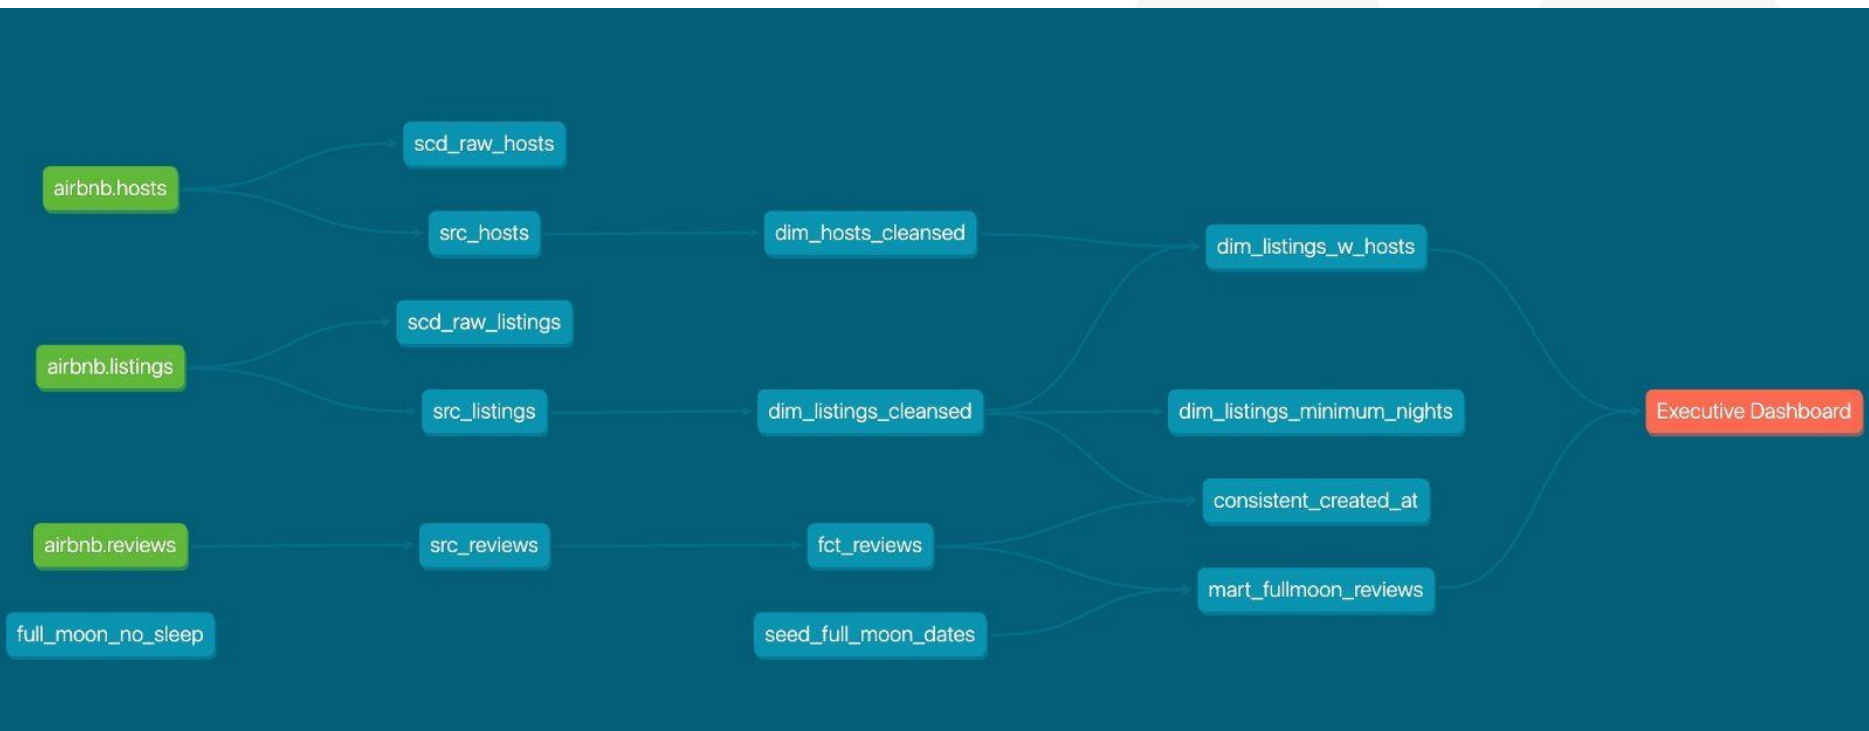 scd_raw_hosts
airbnb.hosts
src_hosts
dim_hosts_cleansed
dim_listings_w_hosts
scd_raw_listings
airbnb.listings
src_listings
dim_listings_cleansed
dim_listings_minimum_nights
Executive Dashboard
consistent_created_at
airbnb.reviews
src_reviews
fct_reviews
mart_fullmoon_reviews
full_moon_no_sleep
seed_full_moon_dates